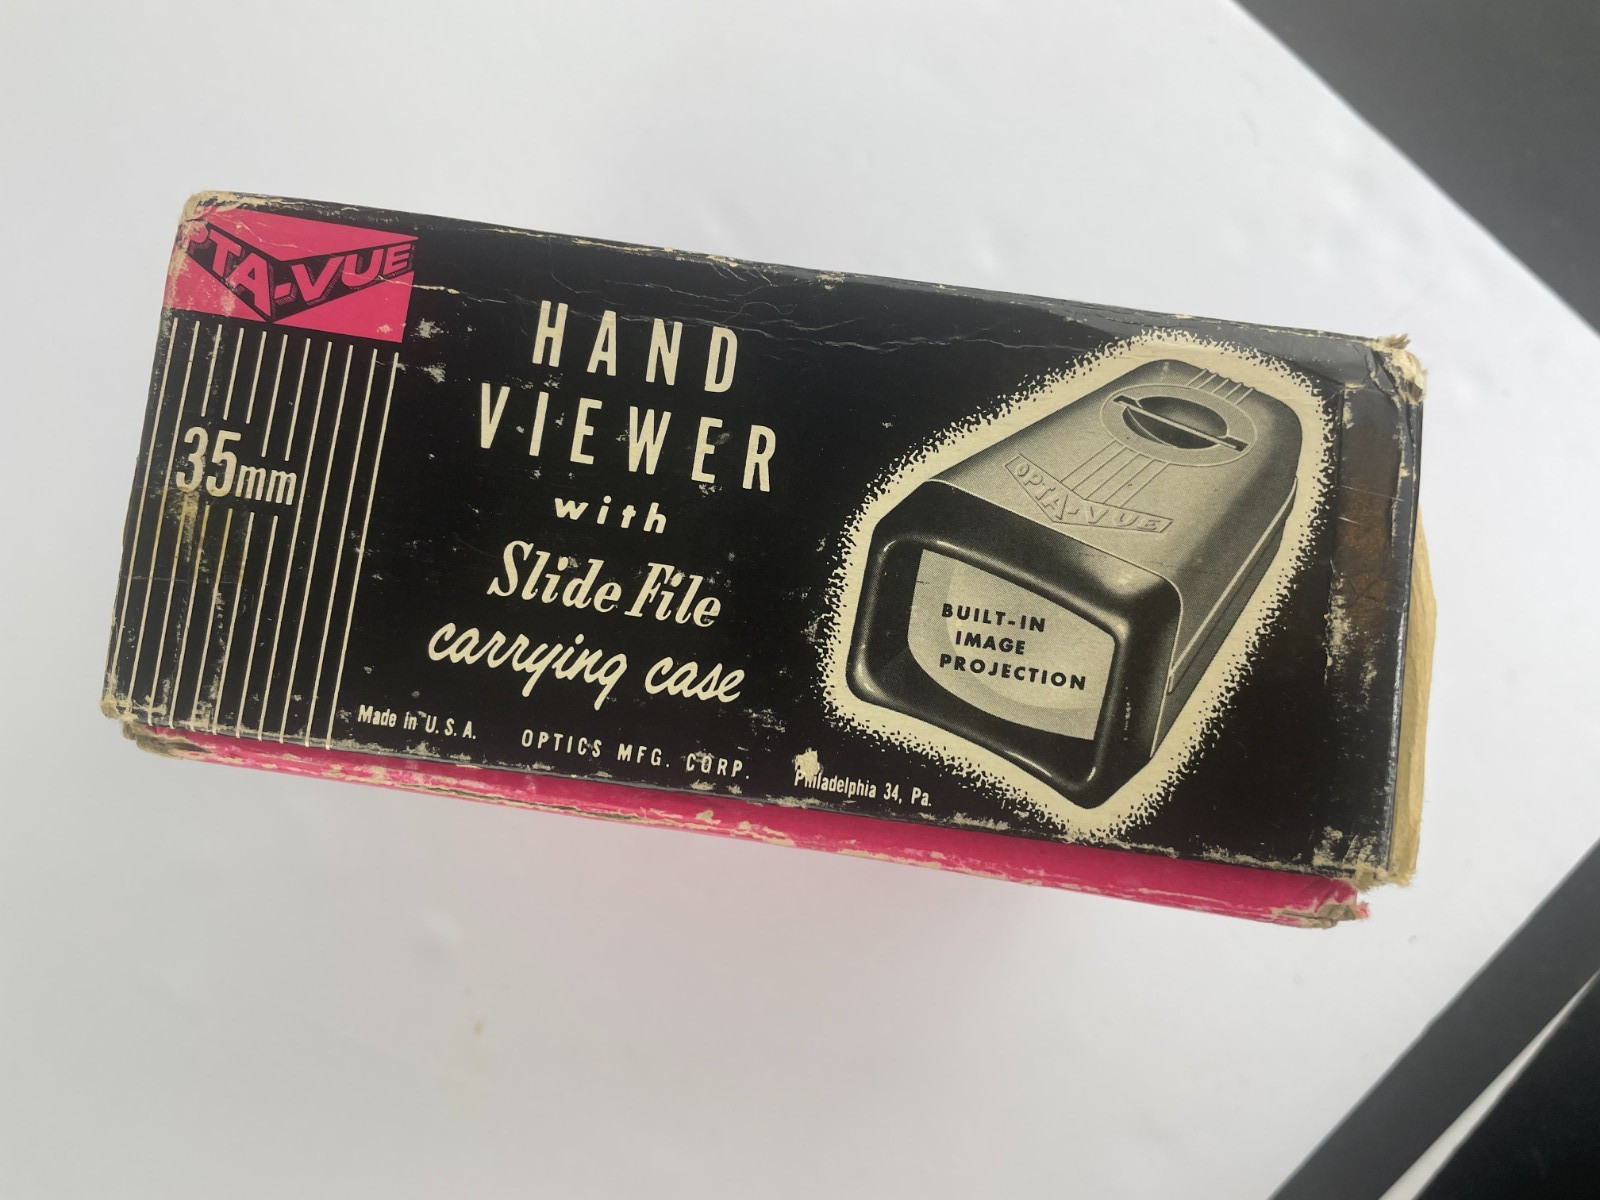 PTA-VUE
35mm
HAND
VIEWER
with
Slide File
carrying case
Made in U.S.A.
OPTICS MFG. CORP.
Philadelphia 34, Pa.
OPTA-VUE
BUILT-IN
IMAGE
PROJECTION